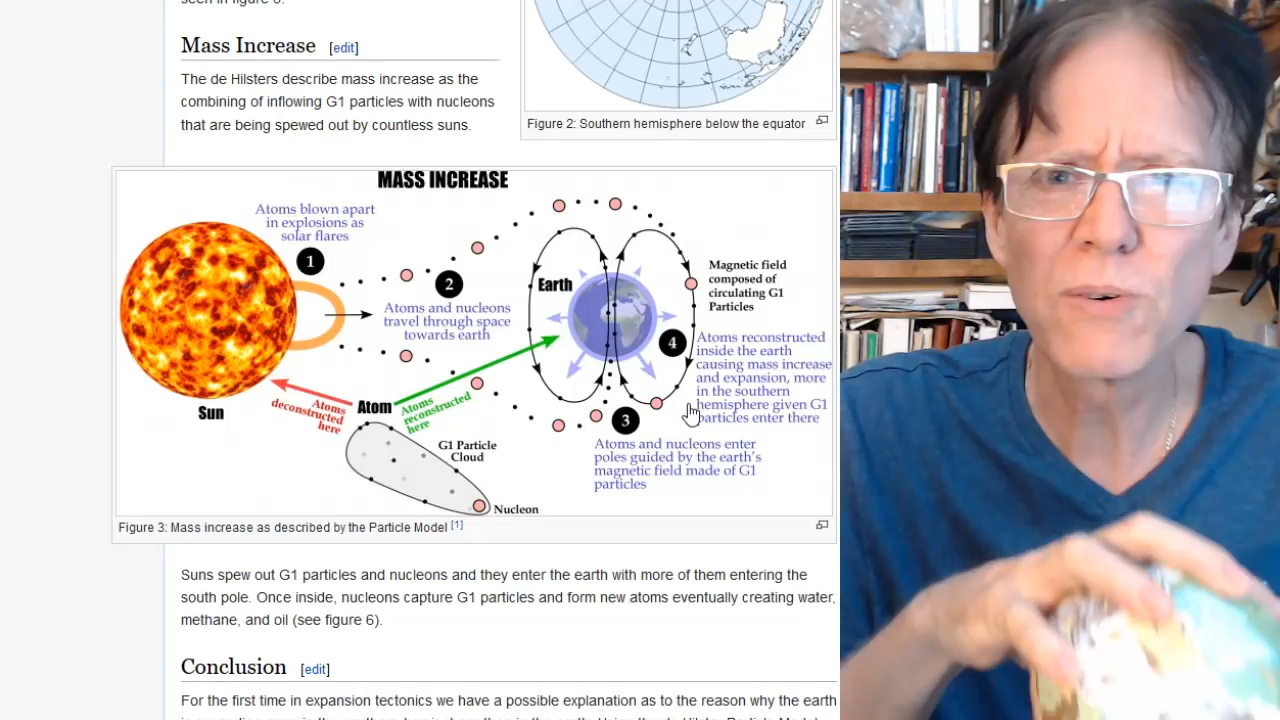 seen in figure 6.
Mass Increase [edit]
The de Hilsters describe mass increase as the
combining of inflowing G1 particles with nucleons
that are being spewed out by countless suns.
Figure 2: Southern hemisphere below the equator
MASS INCREASE
Atoms blown apart
in explosions as
solar flares
1
2
Atoms and nucleons
travel through space
towards earth
Earth
Magnetic field
composed of
circulating G1
Particles
4
Atoms reconstructed
inside the earth
causing mass increase
and expansion, more
in the southern
hemisphere given G1
particles enter there
Sun
Atoms
deconstructed
here
Atom
Atoms
reconstructed
here
3
Atoms and nucleons enter
poles guided by the earth's
magnetic field made of G1
particles
G1 Particle
Cloud
Nucleon
Figure 3: Mass increase as described by the Particle Model [1]
Suns spew out G1 particles and nucleons and they enter the earth with more of them entering the
south pole. Once inside, nucleons capture G1 particles and form new atoms eventually creating water,
methane, and oil (see figure 6).
Conclusion [edit]
For the first time in expansion tectonics we have a possible explanation as to the reason why the earth